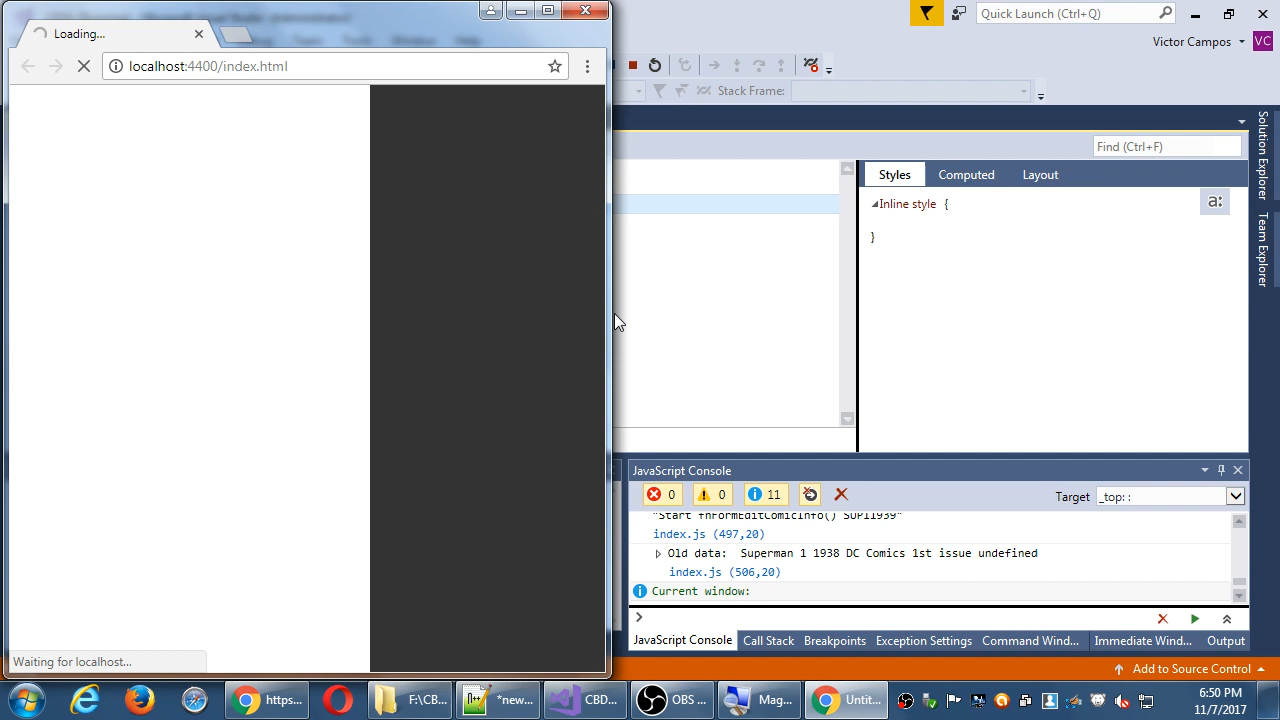 Quick Launch (Ctrl+Q)
Loading...
Victor Campos
VC
localhost:4400/index.html
Stack Frame:
Find (Ctrl+F)
Solution Explorer
Team Explorer
Styles
Computed
Layout
Inline style {
a:
}
JavaScript Console
0
0
11
Target
_top: :
"Start fnFormEditComicInfo() SUP11939"
index.js (497,20)
Old data: Superman 1 1938 DC Comics 1st issue undefined
index.js (506,20)
Current window:
JavaScript Console
Call Stack
Breakpoints
Exception Settings
Command Wind...
Immediate Wind...
Output
Waiting for localhost...
Add to Source Control
https...
F:\CB...
*new...
CBD...
OBS ...
Mag...
Untit...
6:50 PM
11/7/2017